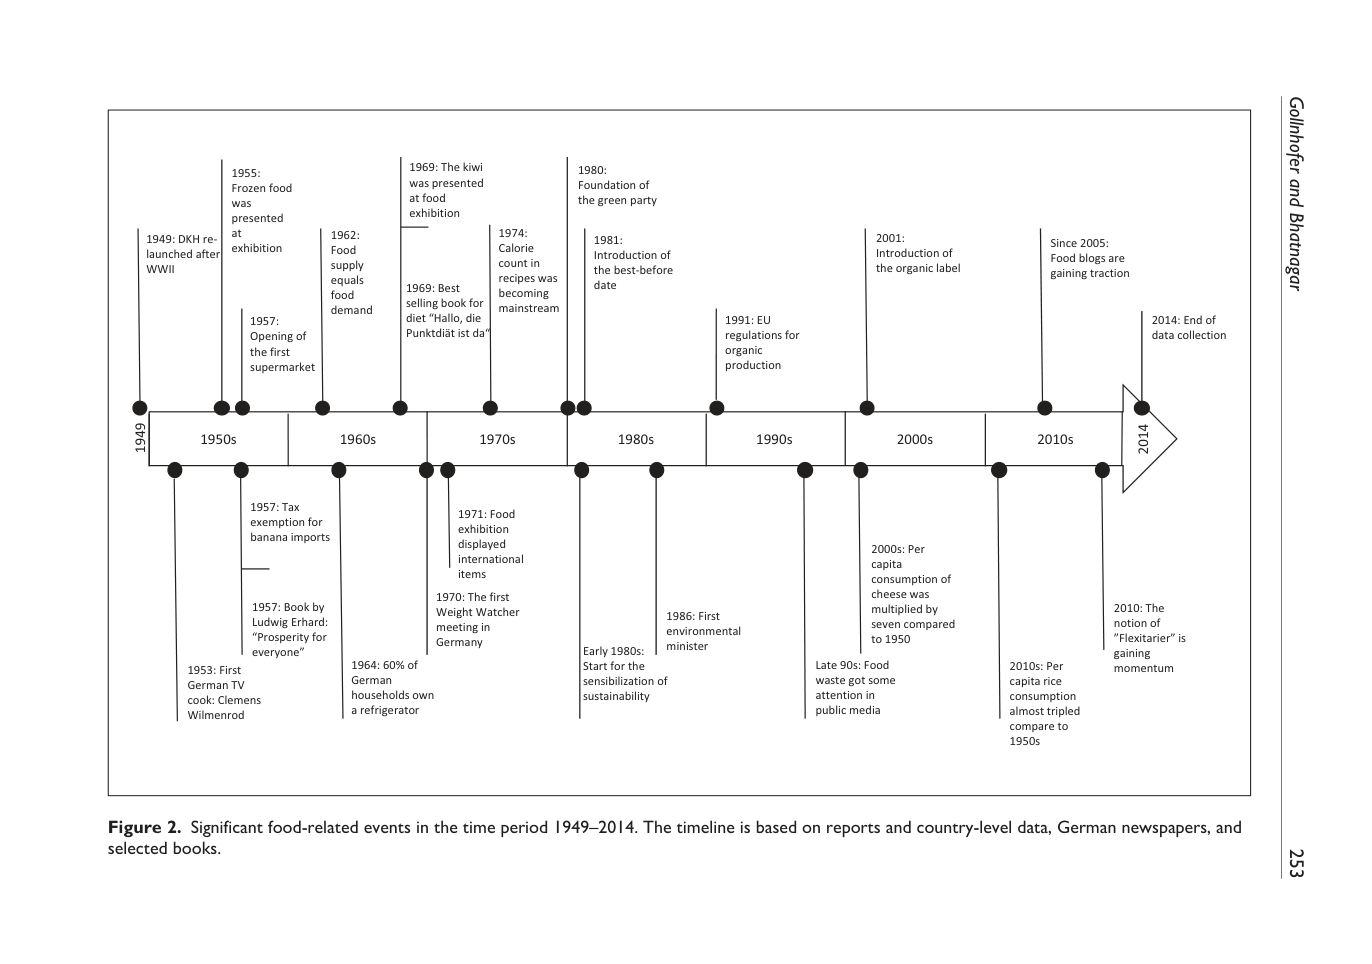 Gollnhofer and Bhatnagar
253
1949: DKH re-
launched after
WWII
1955:
Frozen food
was
presented
at
exhibition
1957:
Opening of
the first
supermarket
1962:
Food
supply
equals
food
demand
1969: The kiwi
was presented
at food
exhibition
1969: Best
selling book for
diet “Hallo, die
Punktdiät ist da“
1974:
Calorie
count in
recipes was
becoming
mainstream
1980:
Foundation of
the green party
1981:
Introduction of
the best-before
date
1991: EU
regulations for
organic
production
2001:
Introduction of
the organic label
Since 2005:
Food blogs are
gaining traction
2014: End of
data collection
1949
1950s
1960s
1970s
1980s
1990s
2000s
2010s
2014
1953: First
German TV
cook: Clemens
Wilmenrod
1957: Tax
exemption for
banana imports
1957: Book by
Ludwig Erhard:
“Prosperity for
everyone”
1964: 60% of
German
households own
a refrigerator
1970: The first
Weight Watcher
meeting in
Germany
1971: Food
exhibition
displayed
international
items
Early 1980s:
Start for the
sensibilization of
sustainability
1986: First
environmental
minister
Late 90s: Food
waste got some
attention in
public media
2000s: Per
capita
consumption of
cheese was
multiplied by
seven compared
to 1950
2010s: Per
capita rice
consumption
almost tripled
compare to
1950s
2010: The
notion of
”Flexitarier” is
gaining
momentum
Figure 2. Significant food-related events in the time period 1949–2014. The timeline is based on reports and country-level data, German newspapers, and
selected books.